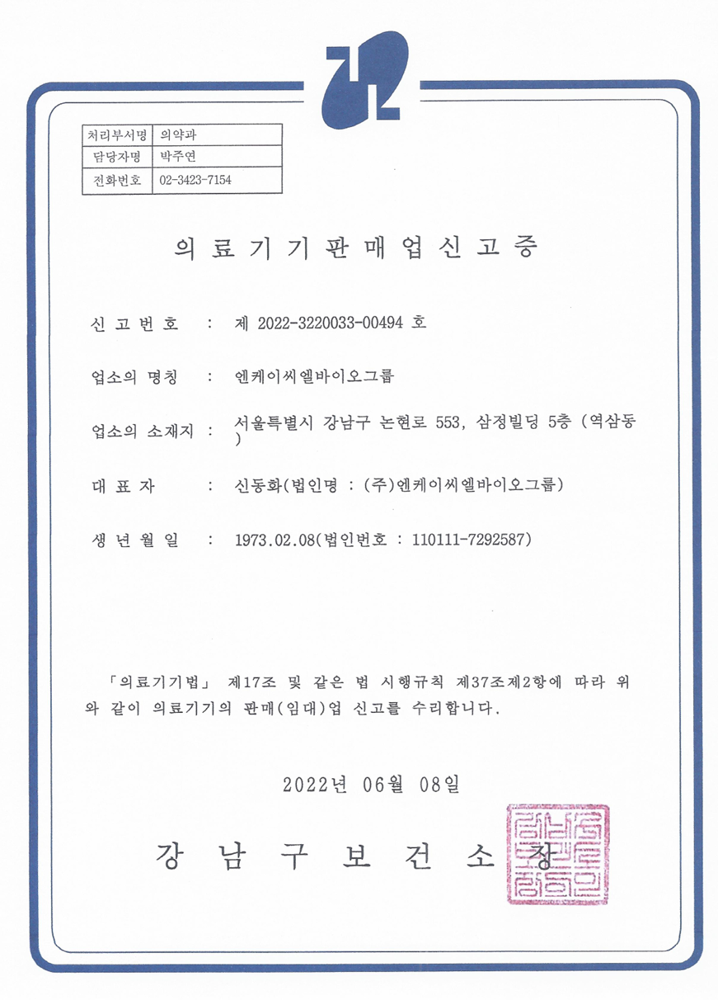 처리부서명 의약과
담당자명 박주연
전화번호 02-3423-7154
의료기기판매업신고증
신고번호 : 제 2022-3220033-00494 호
업소의 명칭 : 엔케이씨엘바이오그룹
업소의 소재지 : 서울특별시 강남구 논현로 553, 삼정빌딩 5층 (역삼동
)
대표자 : 신동화(법인명 : (주)엔케이씨엘바이오그룹)
생년월일 : 1973.02.08(법인번호 : 110111-7292587)
「의료기기법」 제17조 및 같은 법 시행규칙 제37조제2항에 따라 위
와 같이 의료기기의 판매(임대)업 신고를 수리합니다.
2022년 06월 08일
강남구보건소장